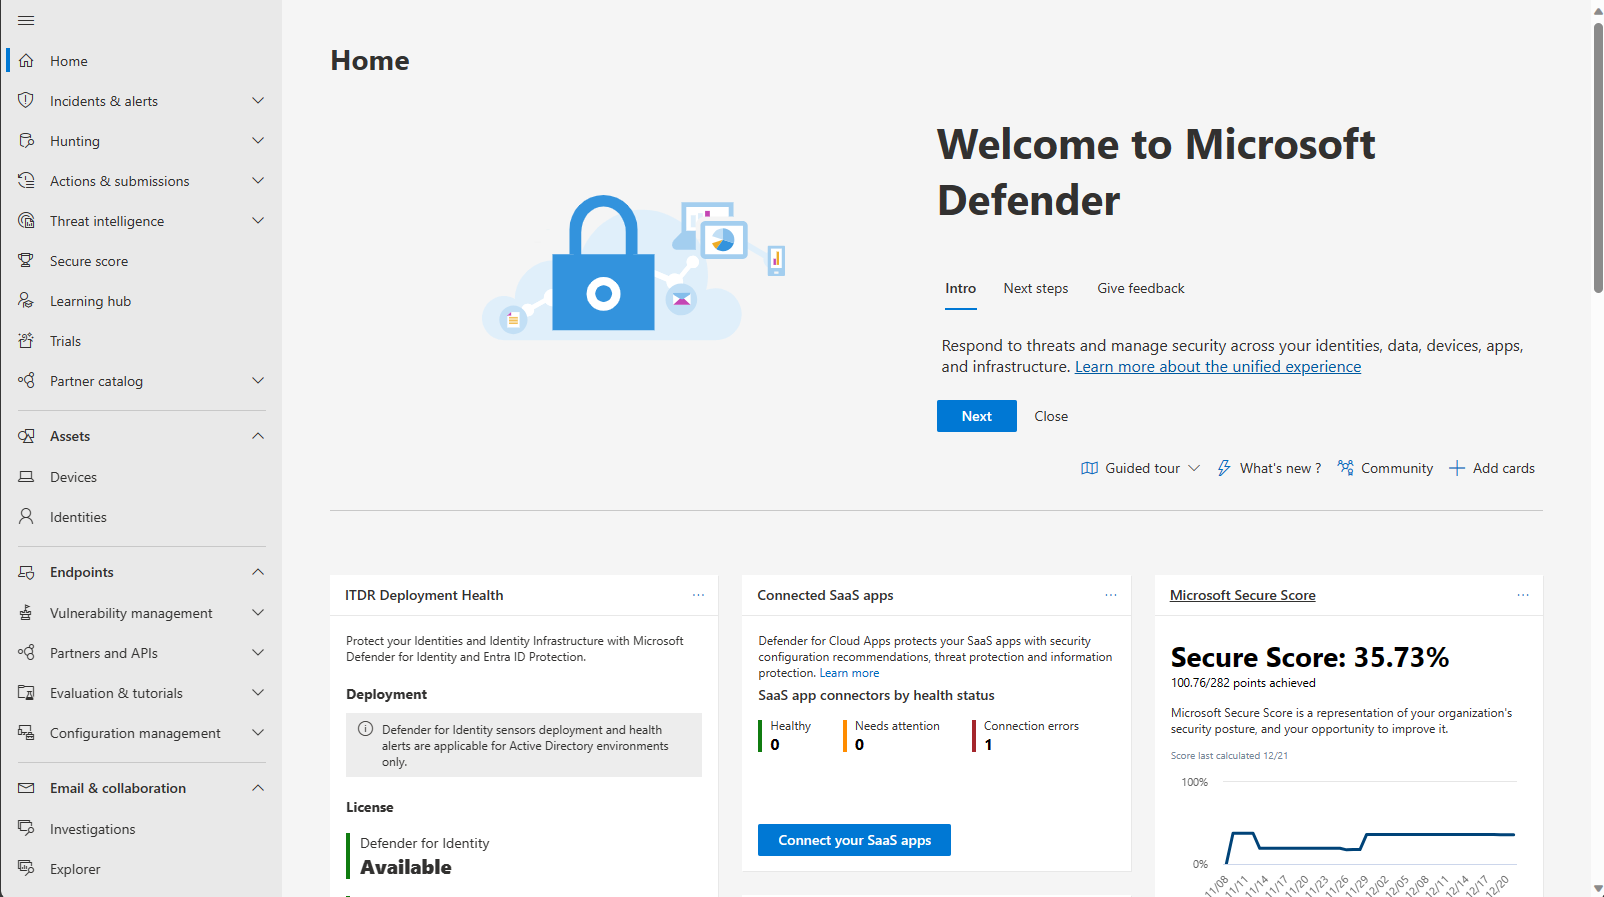 Home
Incidents & alerts
Hunting
Actions & submissions
Threat intelligence
Secure score
Learning hub
Trials
Partner catalog
Assets
Devices
Identities
Endpoints
Vulnerability management
Partners and APIs
Evaluation & tutorials
Configuration management
Email & collaboration
Investigations
Explorer
Home
Welcome to Microsoft
Defender
Intro Next steps Give feedback
Respond to threats and manage security across your identities, data, devices, apps,
and infrastructure. Learn more about the unified experience
Next Close
Guided tour What's new ? Community Add cards
ITDR Deployment Health
Protect your Identities and Identity Infrastructure with Microsoft
Defender for Identity and Entra ID Protection.
Deployment
Defender for Identity sensors deployment and health
alerts are applicable for Active Directory environments
only.
License
Defender for Identity
Available
Connected SaaS apps
Defender for Cloud Apps protects your SaaS apps with security
configuration recommendations, threat protection and information
protection. Learn more
SaaS app connectors by health status
Healthy Needs attention Connection errors
0 0 1
Connect your SaaS apps
Microsoft Secure Score
Secure Score: 35.73%
100.76/282 points achieved
Microsoft Secure Score is a representation of your organization's
security posture, and your opportunity to improve it.
Score last calculated 12/21
100%
0%
11/08 11/11 11/14 11/17 11/20 11/23 11/26 11/29 12/02 12/05 12/08 12/11 12/14 12/17 12/20